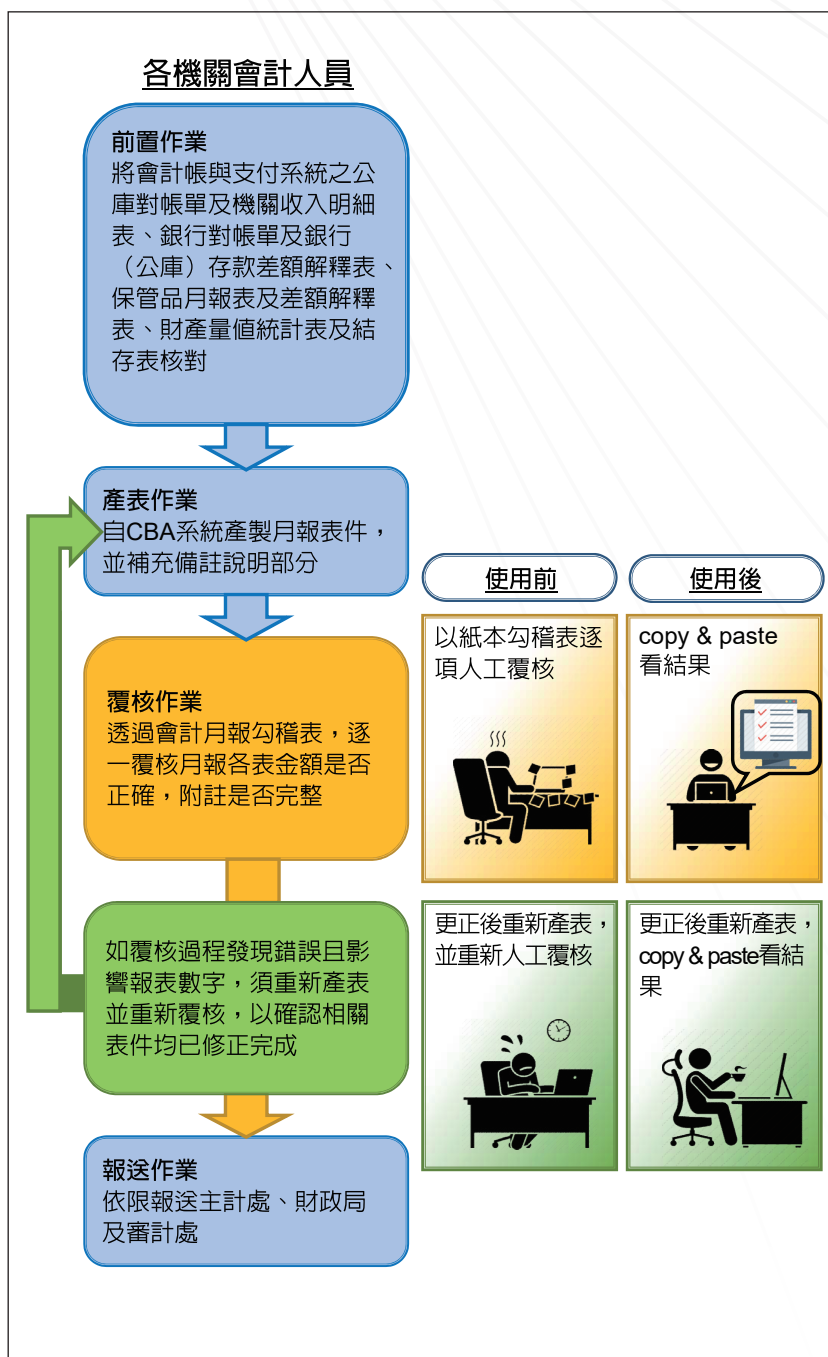 各機關會計人員
前置作業
將會計帳與支付系統之公
庫對帳單及機關收入明細
表、銀行對帳單及銀行
（公庫）存款差額解釋表、
保管品月報表及差額解釋
表、財產量值統計表及結
存表核對
產表作業
自CBA系統產製月報表件，
並補充備註說明部分
覆核作業
透過會計月報勾稽表，逐
一覆核月報各表金額是否
正確，附註是否完整
如覆核過程發現錯誤且影
響報表數字，須重新產表
並重新覆核，以確認相關
表件均已修正完成
報送作業
依限報送主計處、財政局
及審計處
使用前
以紙本勾稽表逐
項人工覆核
更正後重新產表，
並重新人工覆核
使用後
copy & paste
看結果
更正後重新產表，
copy & paste看結
果